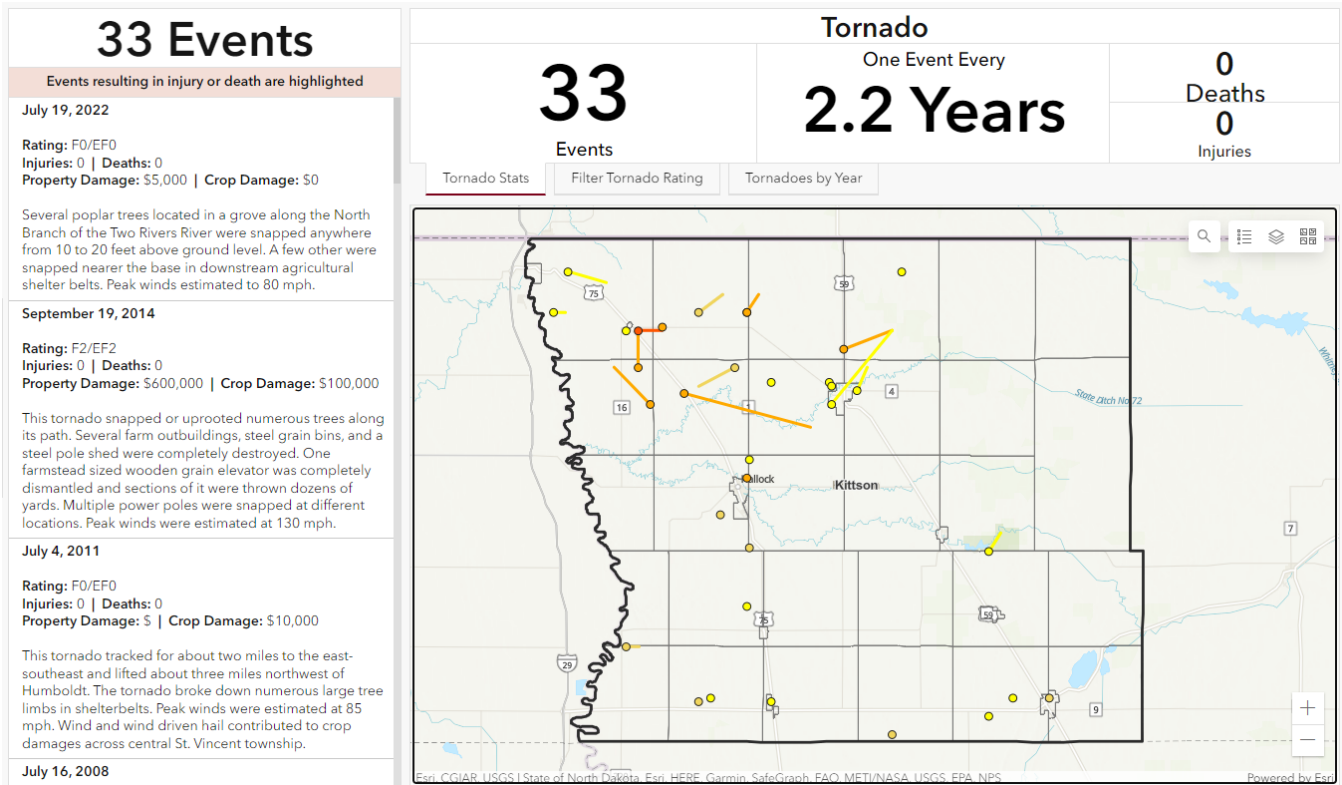 33 Events
Events resulting in injury or death are highlighted
July 19, 2022
Rating: F0/EF0
Injuries: 0 | Deaths: 0
Property Damage: $5,000 | Crop Damage: $0
Several poplar trees located in a grove along the North
Branch of the Two Rivers River were snapped anywhere
from 10 to 20 feet above ground level. A few other were
snapped nearer the base in downstream agricultural
shelter belts. Peak winds estimated to 80 mph.
September 19, 2014
Rating: F2/EF2
Injuries: 0 | Deaths: 0
Property Damage: $600,000 | Crop Damage: $100,000
This tornado snapped or uprooted numerous trees along
its path. Several farm outbuildings, steel grain bins, and a
steel pole shed were completely destroyed. One
farmstead sized wooden grain elevator was completely
dismantled and sections of it were thrown dozens of
yards. Multiple power poles were snapped at different
locations. Peak winds were estimated at 130 mph.
July 4, 2011
Rating: F0/EF0
Injuries: 0 | Deaths: 0
Property Damage: $ | Crop Damage: $10,000
This tornado tracked for about two miles to the east-
southeast and lifted about three miles northwest of
Humboldt. The tornado broke down numerous large tree
limbs in shelterbelts. Peak winds were estimated at 85
mph. Wind and wind driven hail contributed to crop
damages across central St. Vincent township.
July 16, 2008
Tornado
33
Events
One Event Every
2.2 Years
0
Deaths
0
Injuries
Tornado Stats
Filter Tornado Rating
Tornadoes by Year
75
59
16
1
4
State Ditch No 72
Kittson
7
75
59
29
9
+
−
Esri, CGIAR, USGS | State of North Dakota, Esri, HERE, Garmin, SafeGraph, FAO, METI/NASA, USGS, EPA, NPS
Powered by Esri